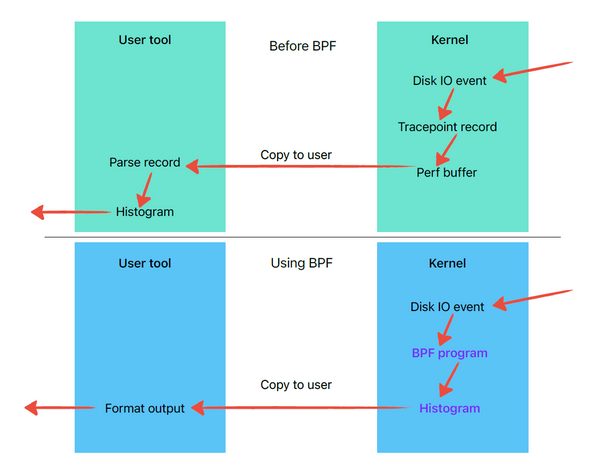 User tool
Before BPF
Kernel
Disk IO event
Tracepoint record
Copy to user
Parse record
Perf buffer
Histogram
User tool
Using BPF
Kernel
Disk IO event
BPF program
Copy to user
Format output
Histogram